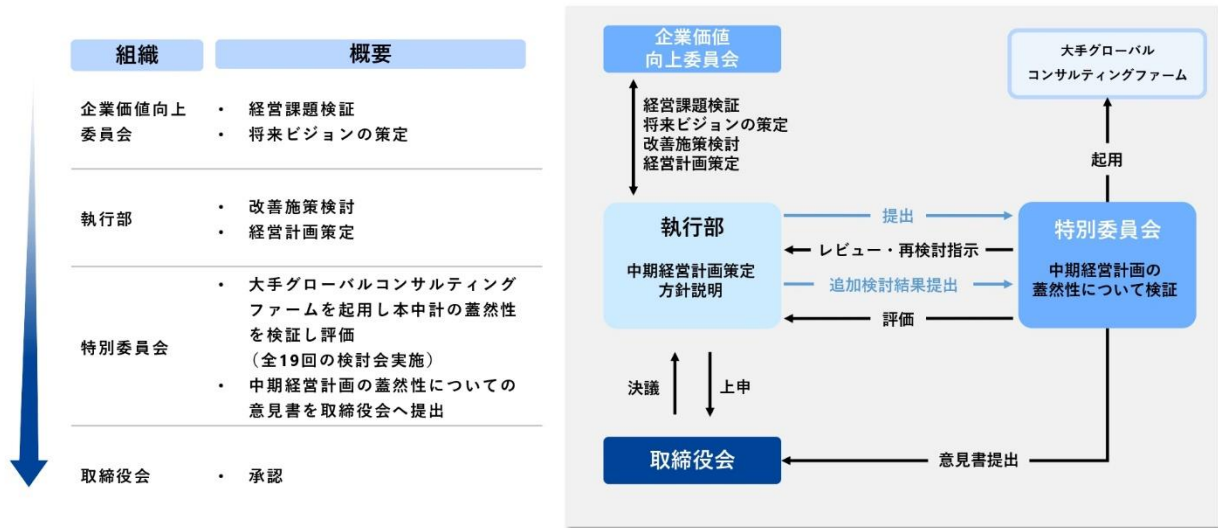 組織
概要
企業価値向上
委員会
・ 経営課題検証
・ 将来ビジョンの策定
執行部
・ 改善施策検討
・ 経営計画策定
特別委員会
・ 大手グローバルコンサルティング
ファームを起用し本中計の蓋然性
を検証し評価
（全19回の検討会実施）
・ 中期経営計画の蓋然性についての
意見書を取締役会へ提出
取締役会
・ 承認
企業価値
向上委員会
経営課題検証
将来ビジョンの策定
改善施策検討
経営計画策定
大手グローバル
コンサルティングファーム
起用
執行部
中期経営計画策定
方針説明
提出
レビュー・再検討指示
追加検討結果提出
評価
特別委員会
中期経営計画の
蓋然性について検証
決議
上申
取締役会
意見書提出